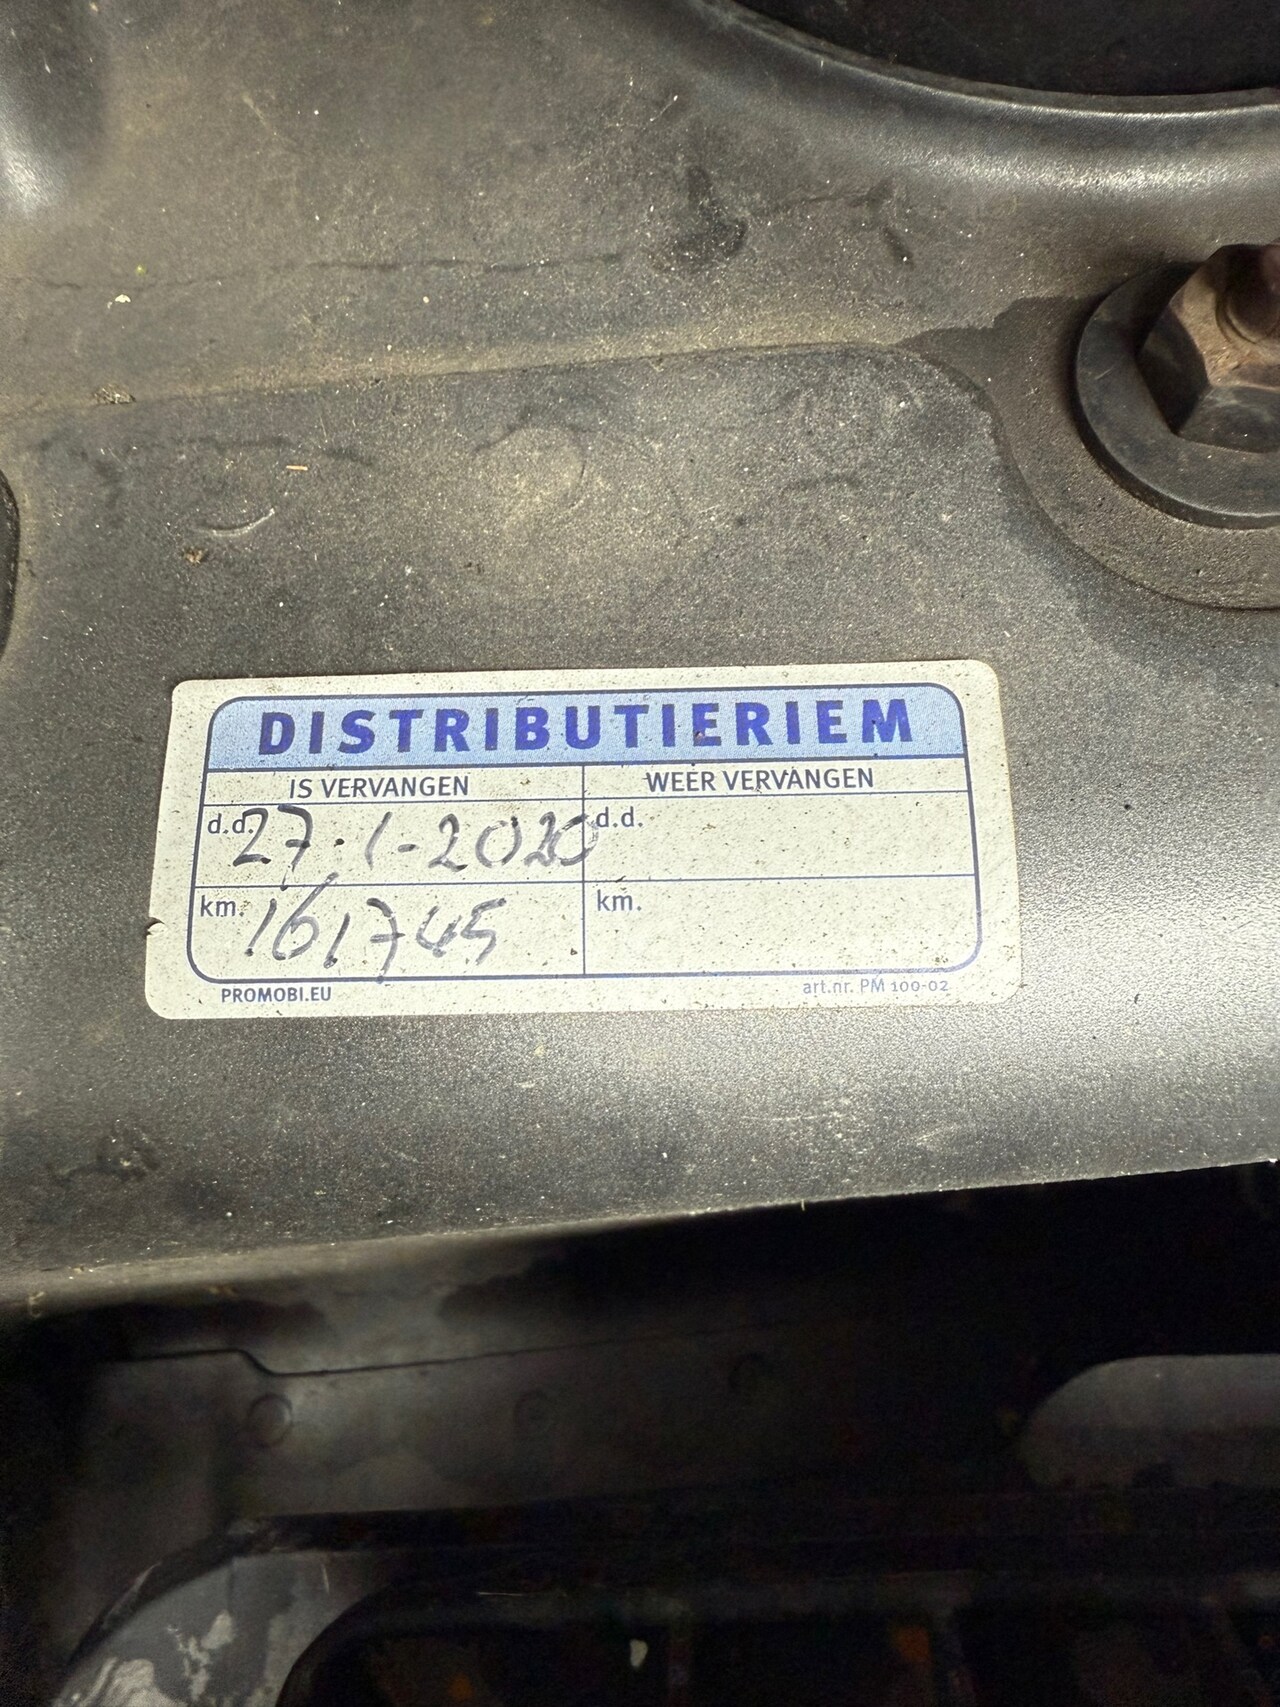 DISTRIBUTIERIEM
IS VERVANGEN WEER VERVANGEN
d.d. 27-1-2020 d.d.
km. 161745 km.
PROMOBI.EU art.nr. PM 100-02